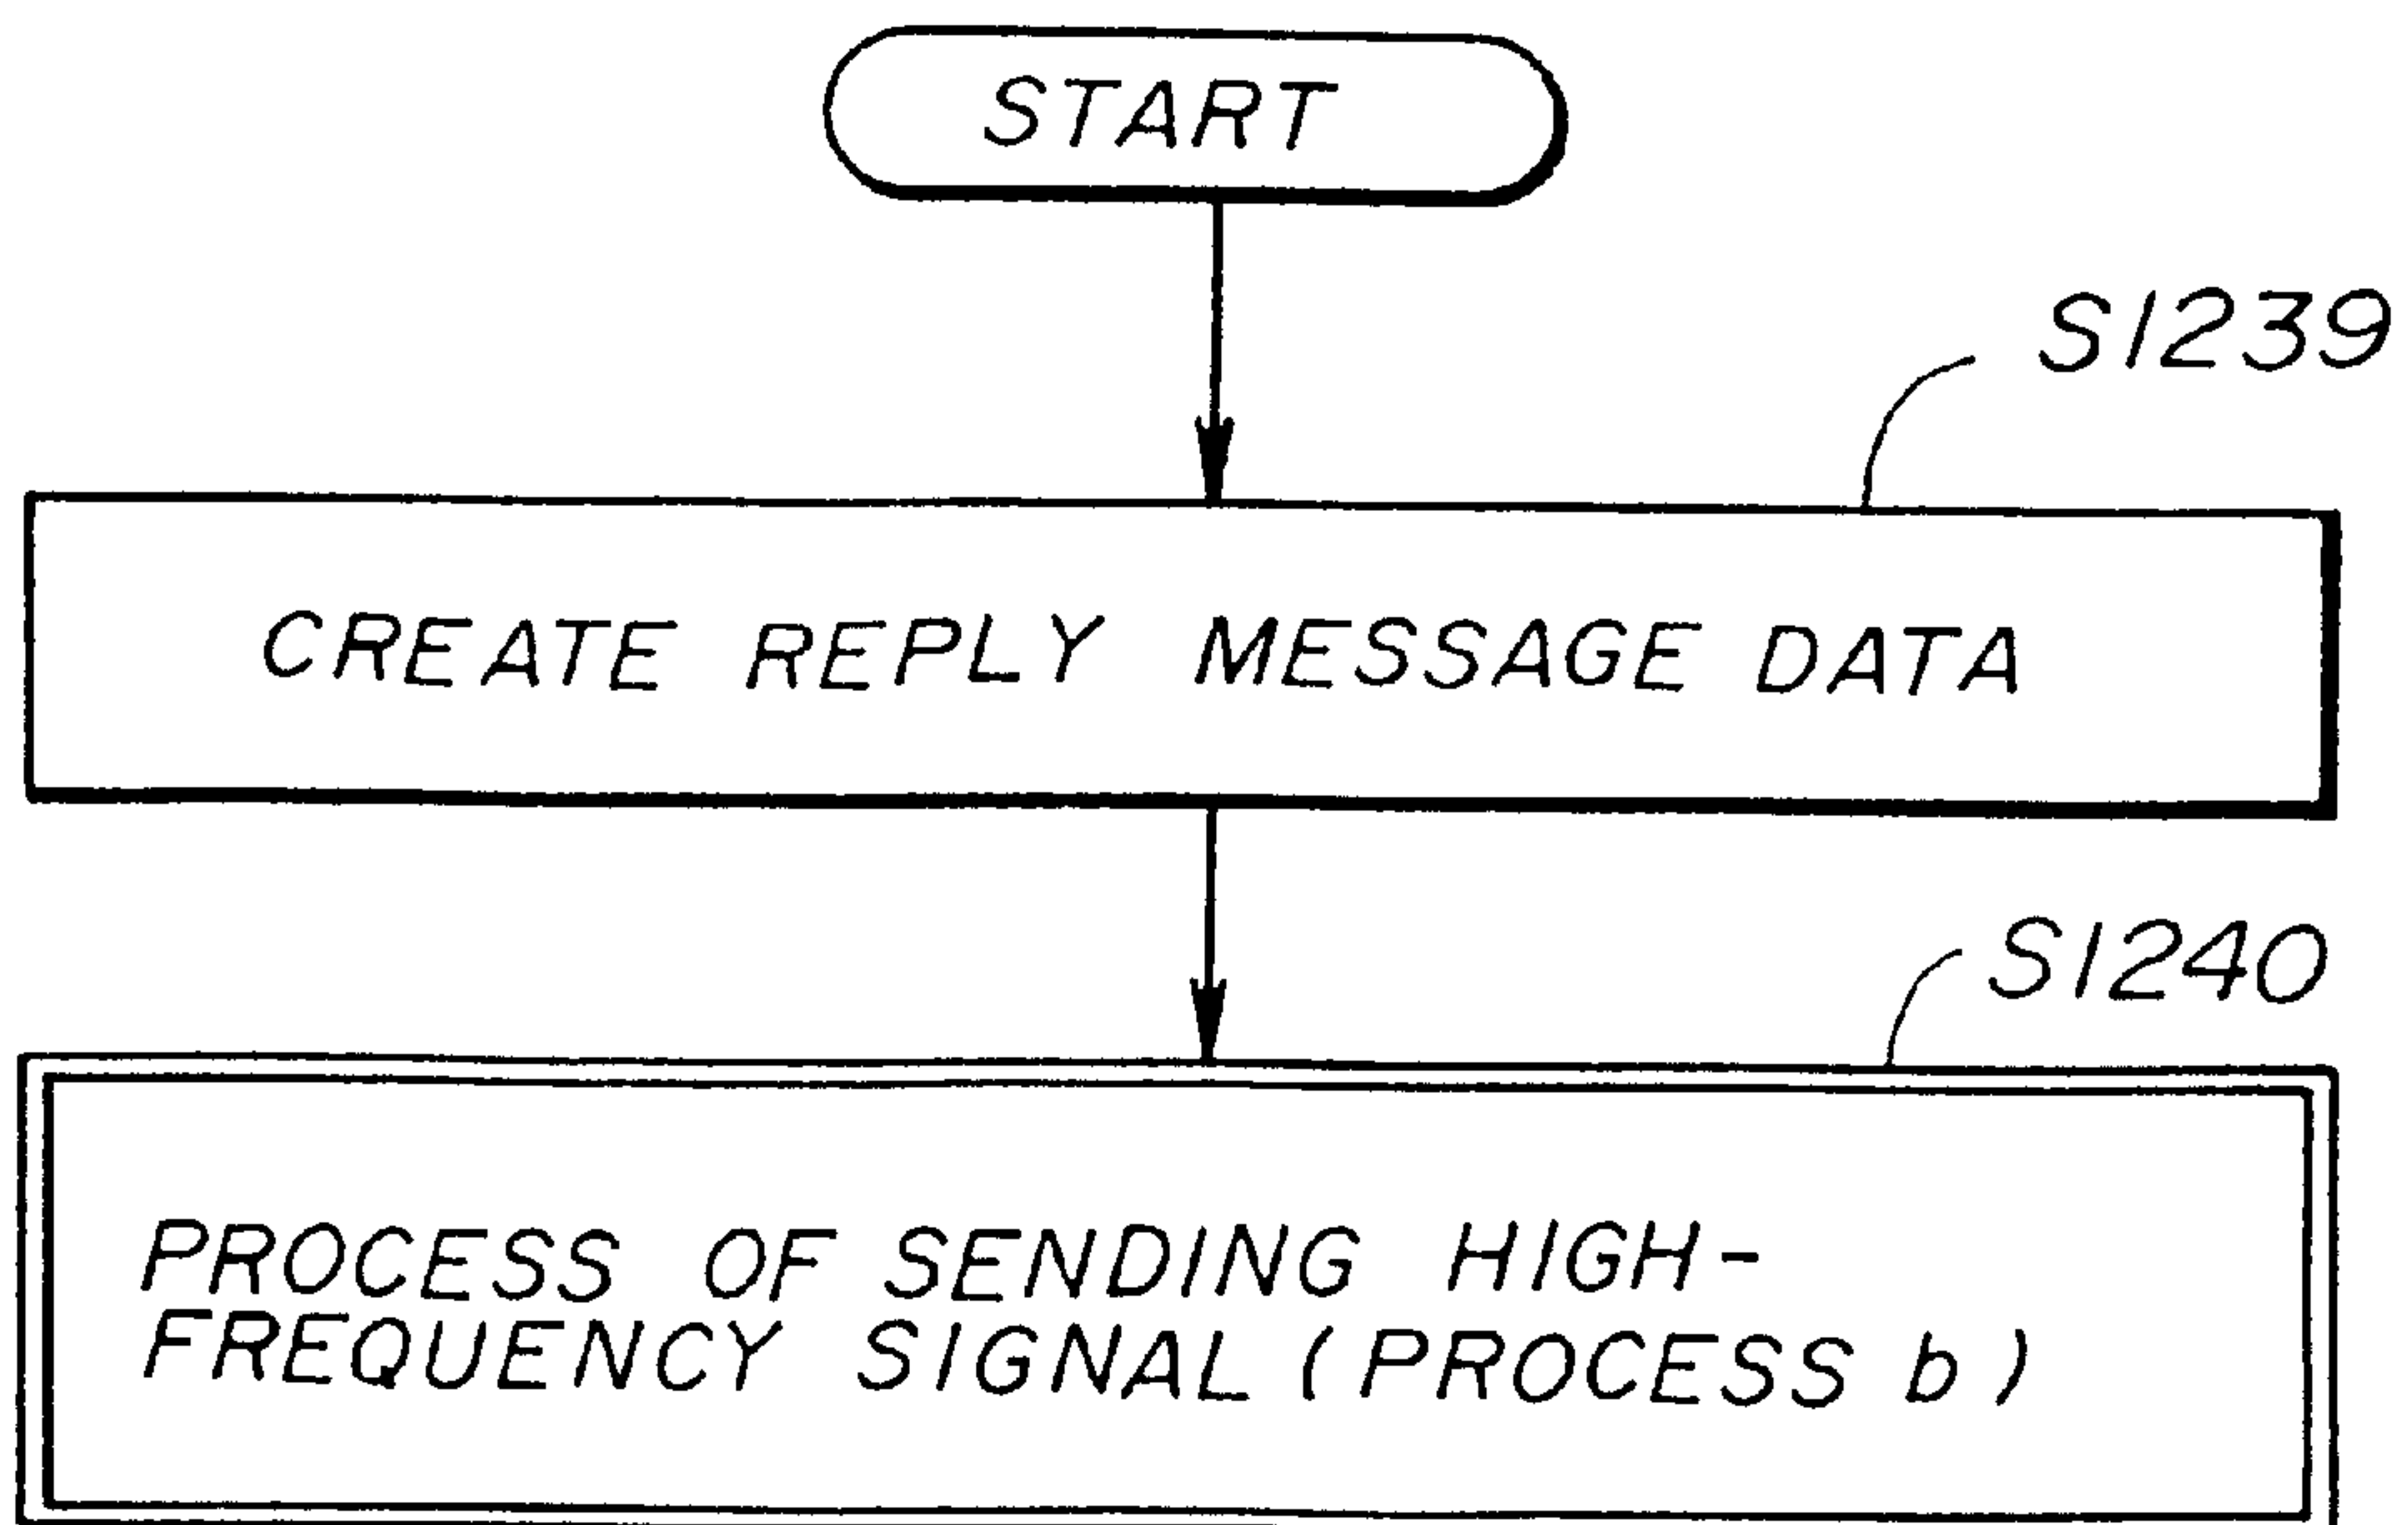 START
S1239
CREATE REPLY MESSAGE DATA
S1240
PROCESS OF SENDING HIGH-
FREQUENCY SIGNAL (PROCESS b)